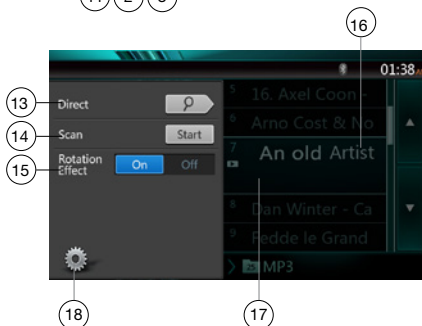 16
01:38
13
Direct
5 16. Axel Coon -
14
Scan
Start
6 Arno Cost & No
15
Rotation
Effect
On
Off
7 An old Artist
8 Dan Winter - Ca
9 Fedde le Grand
MP3
18
17